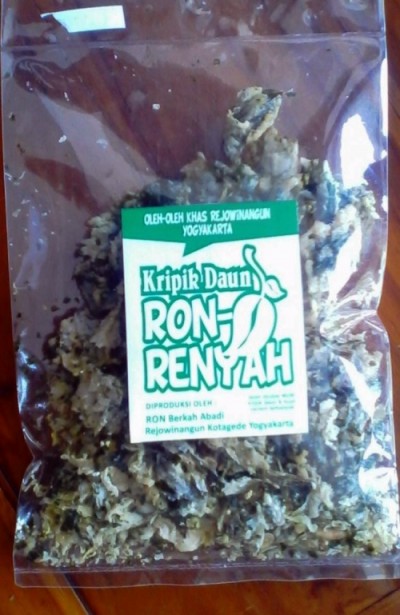 OLEH-OLEH KHAS REJOWINANGUN
YOGYAKARTA
Kripik Daun
RON
RENYAH
DIPRODUKSI OLEH
RON Berkah Abadi
Rejowinangun Kotagede Yogyakarta